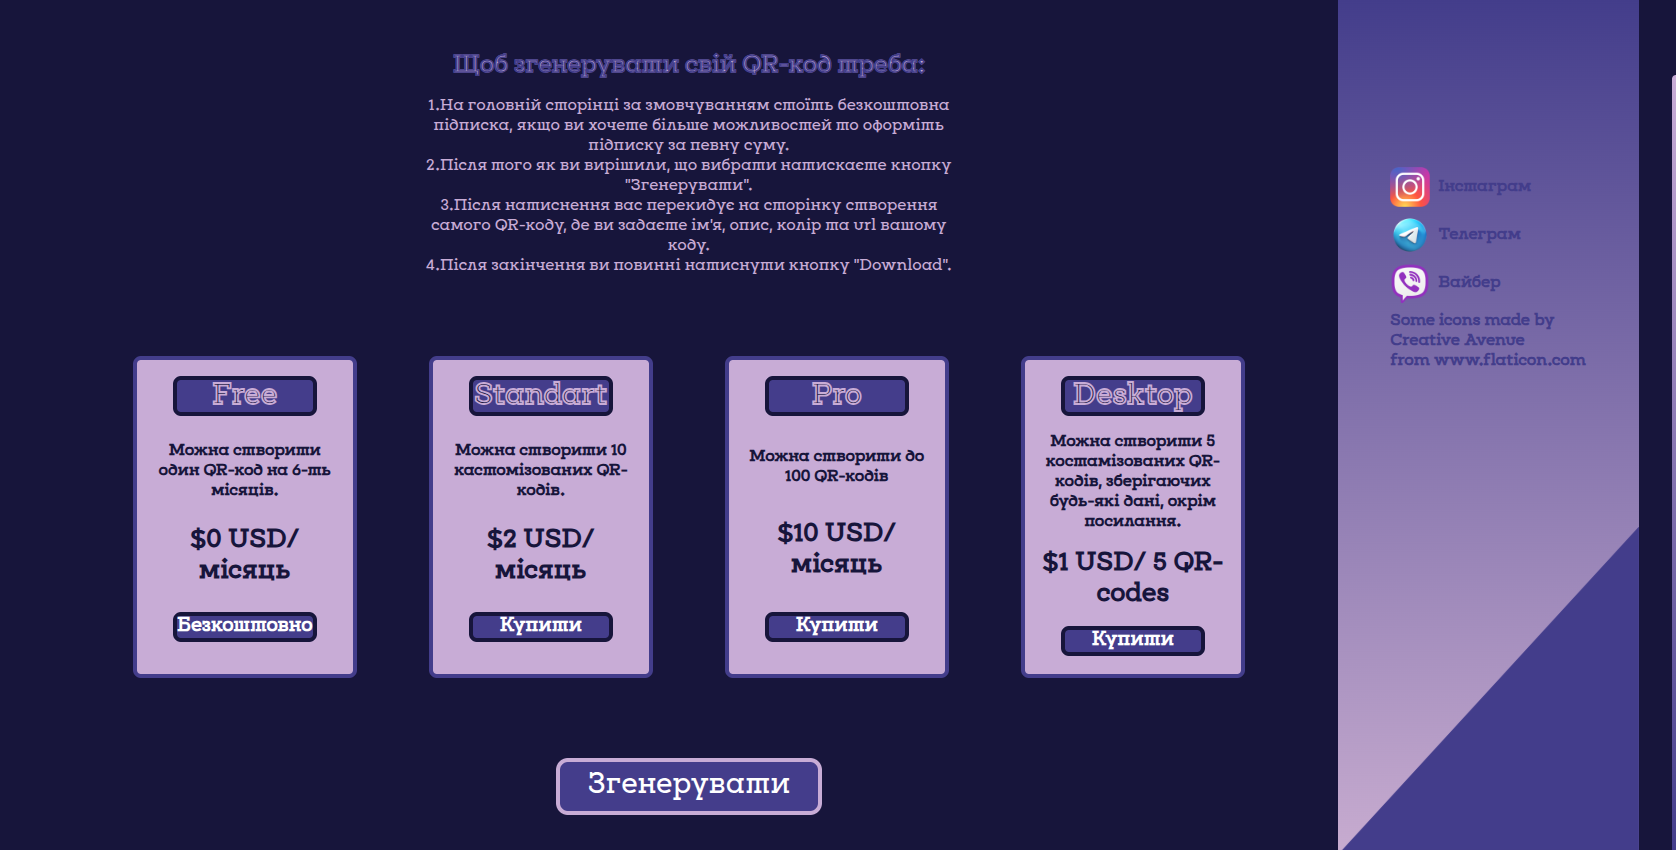 Щоб згенерувати свій QR-код треба:
1.На головній сторінці за змовчуванням стоїть безкоштовна
підписка, якщо ви хочете більше можливостей то оформіть
підписку за певну суму.
2.Після того як ви вирішили, що вибрати натискаєте кнопку
"Згенерувати".
3.Після натиснення вас перекидує на сторінку створення
самого QR-коду, де ви задаєте ім'я, опис, колір та url вашому
коду.
4.Після закінчення ви повинні натиснути кнопку "Download".
Free
Можна створити
один QR-код на 6-ть
місяців.
$0 USD/
місяць
Безкоштовно
Standart
Можна створити 10
кастомізованих QR-
кодів.
$2 USD/
місяць
Купити
Pro
Можна створити до
100 QR-кодів
$10 USD/
місяць
Купити
Desktop
Можна створити 5
костамізованих QR-
кодів, зберігаючих
будь-які дані, окрім
посилання.
$1 USD/ 5 QR-
codes
Купити
Згенерувати
Інстаграм
Телеграм
Вайбер
Some icons made by
Creative Avenue
from www.flaticon.com